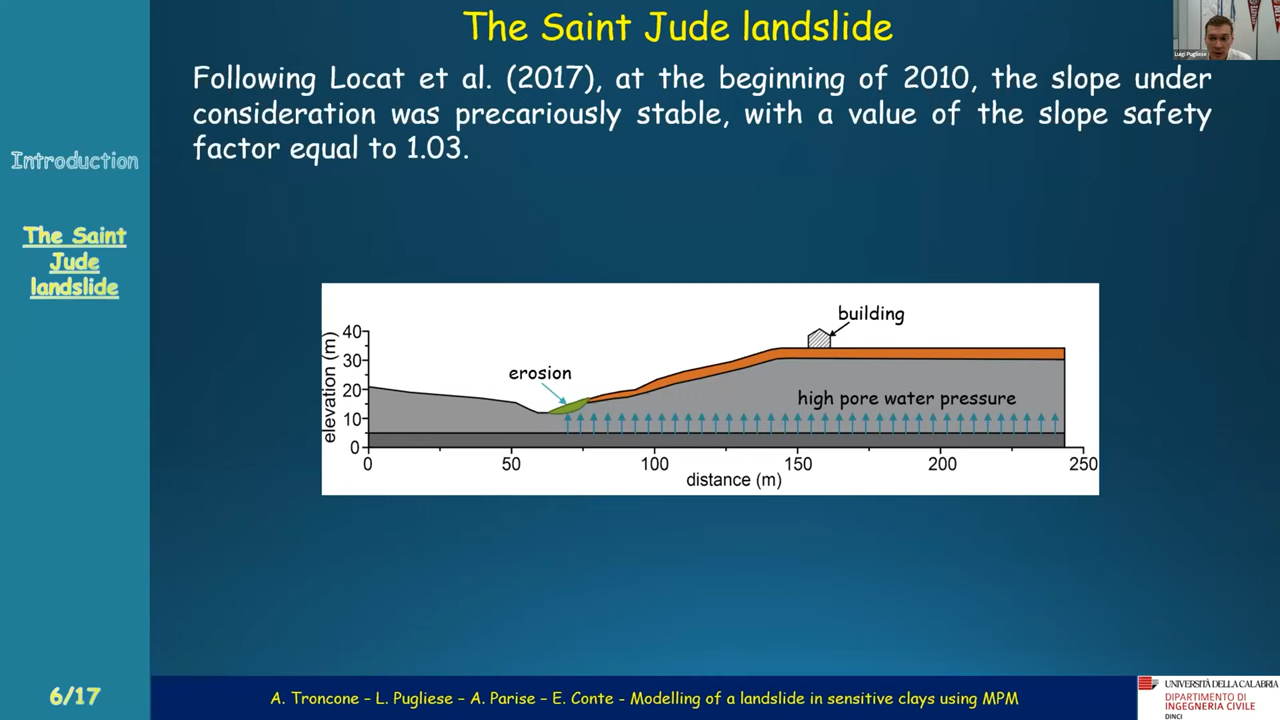 The Saint Jude landslide
Luigi Pugliese
Following Locat et al. (2017), at the beginning of 2010, the slope under
consideration was precariously stable, with a value of the slope safety
factor equal to 1.03.
Introduction
The Saint
Jude
landslide
building
erosion
high pore water pressure
elevation (m)
40
30
20
10
0
0 50 100 150 200 250
distance (m)
6/17
A. Troncone – L. Pugliese – A. Parise – E. Conte - Modelling of a landslide in sensitive clays using MPM
UNIVERSITÀ DELLA CALABRIA
DIPARTIMENTO DI
INGEGNERIA CIVILE
DINCI